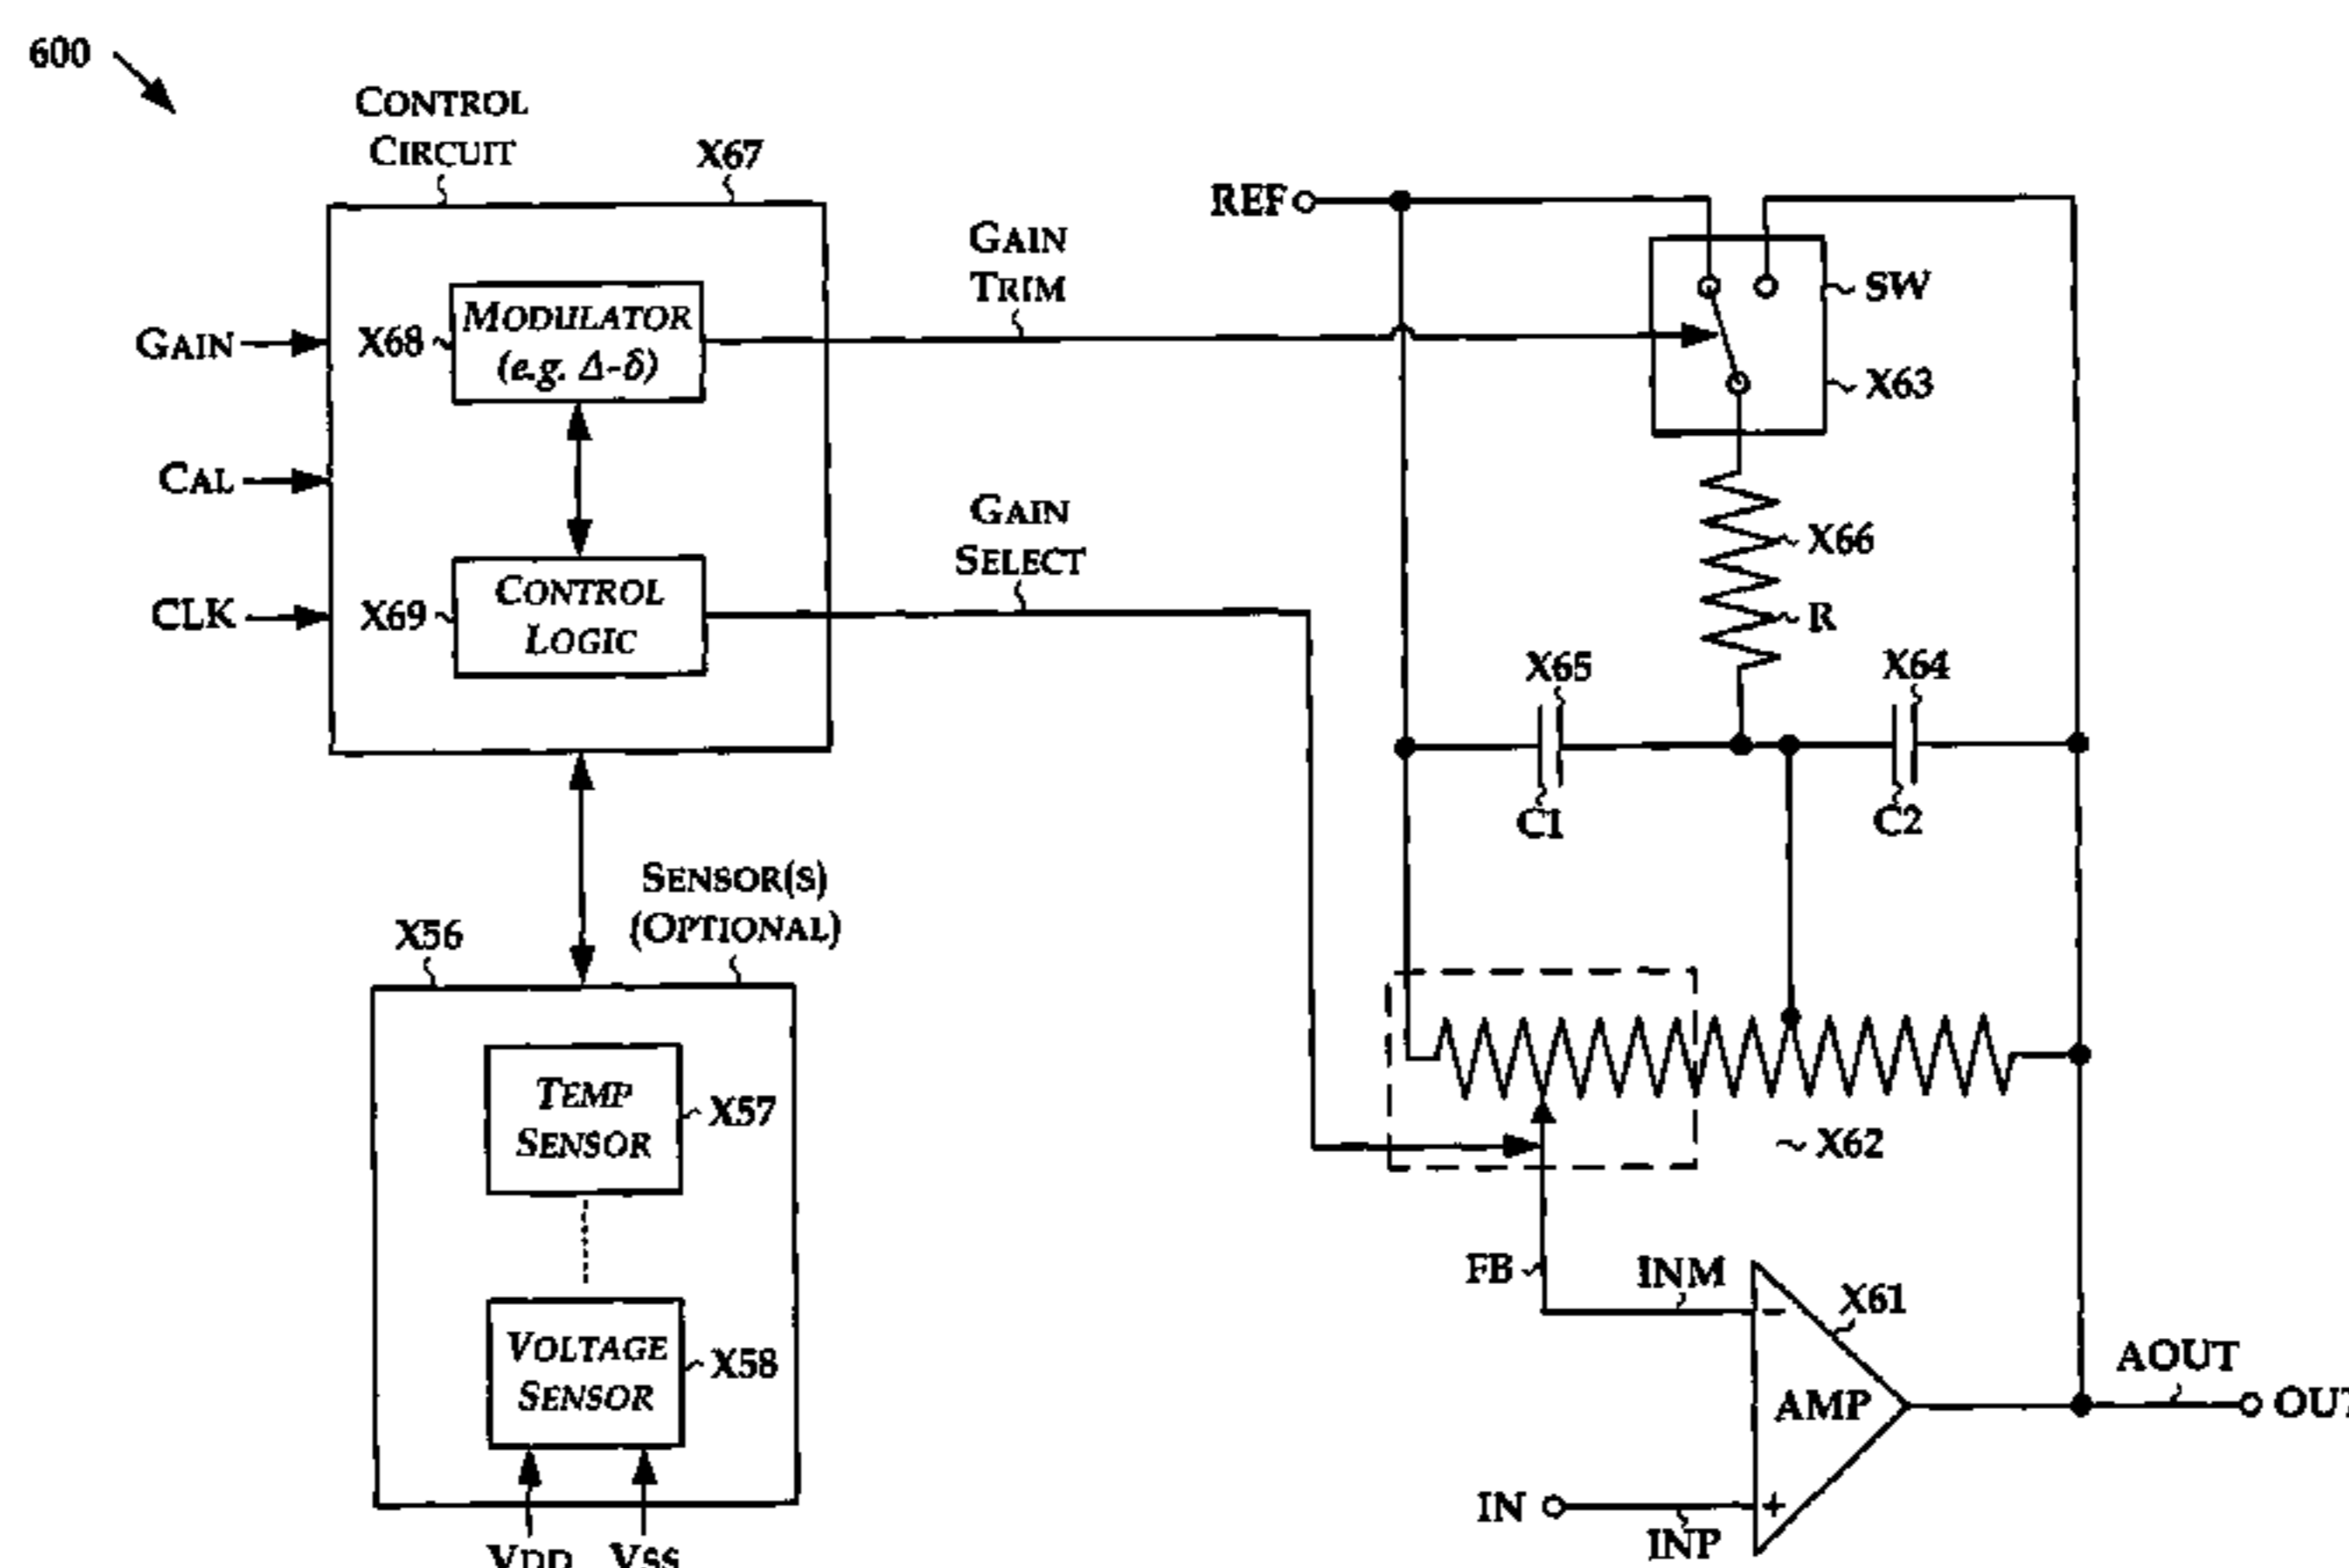 600
CONTROL
CIRCUIT
X67
REF
GAIN
TRIM
SW
MODULATOR
(e.g. Δ-δ)
X68
GAIN
X63
CAL
GAIN
SELECT
X66
CONTROL
LOGIC
X69
CLK
R
X65
X64
C1
C2
SENSOR(S)
(OPTIONAL)
X56
TEMP
SENSOR
X57
X62
FB
INM
X61
VOLTAGE
SENSOR
X58
AOUT
AMP
OUT
IN
INP
VDD
VSS
-
+